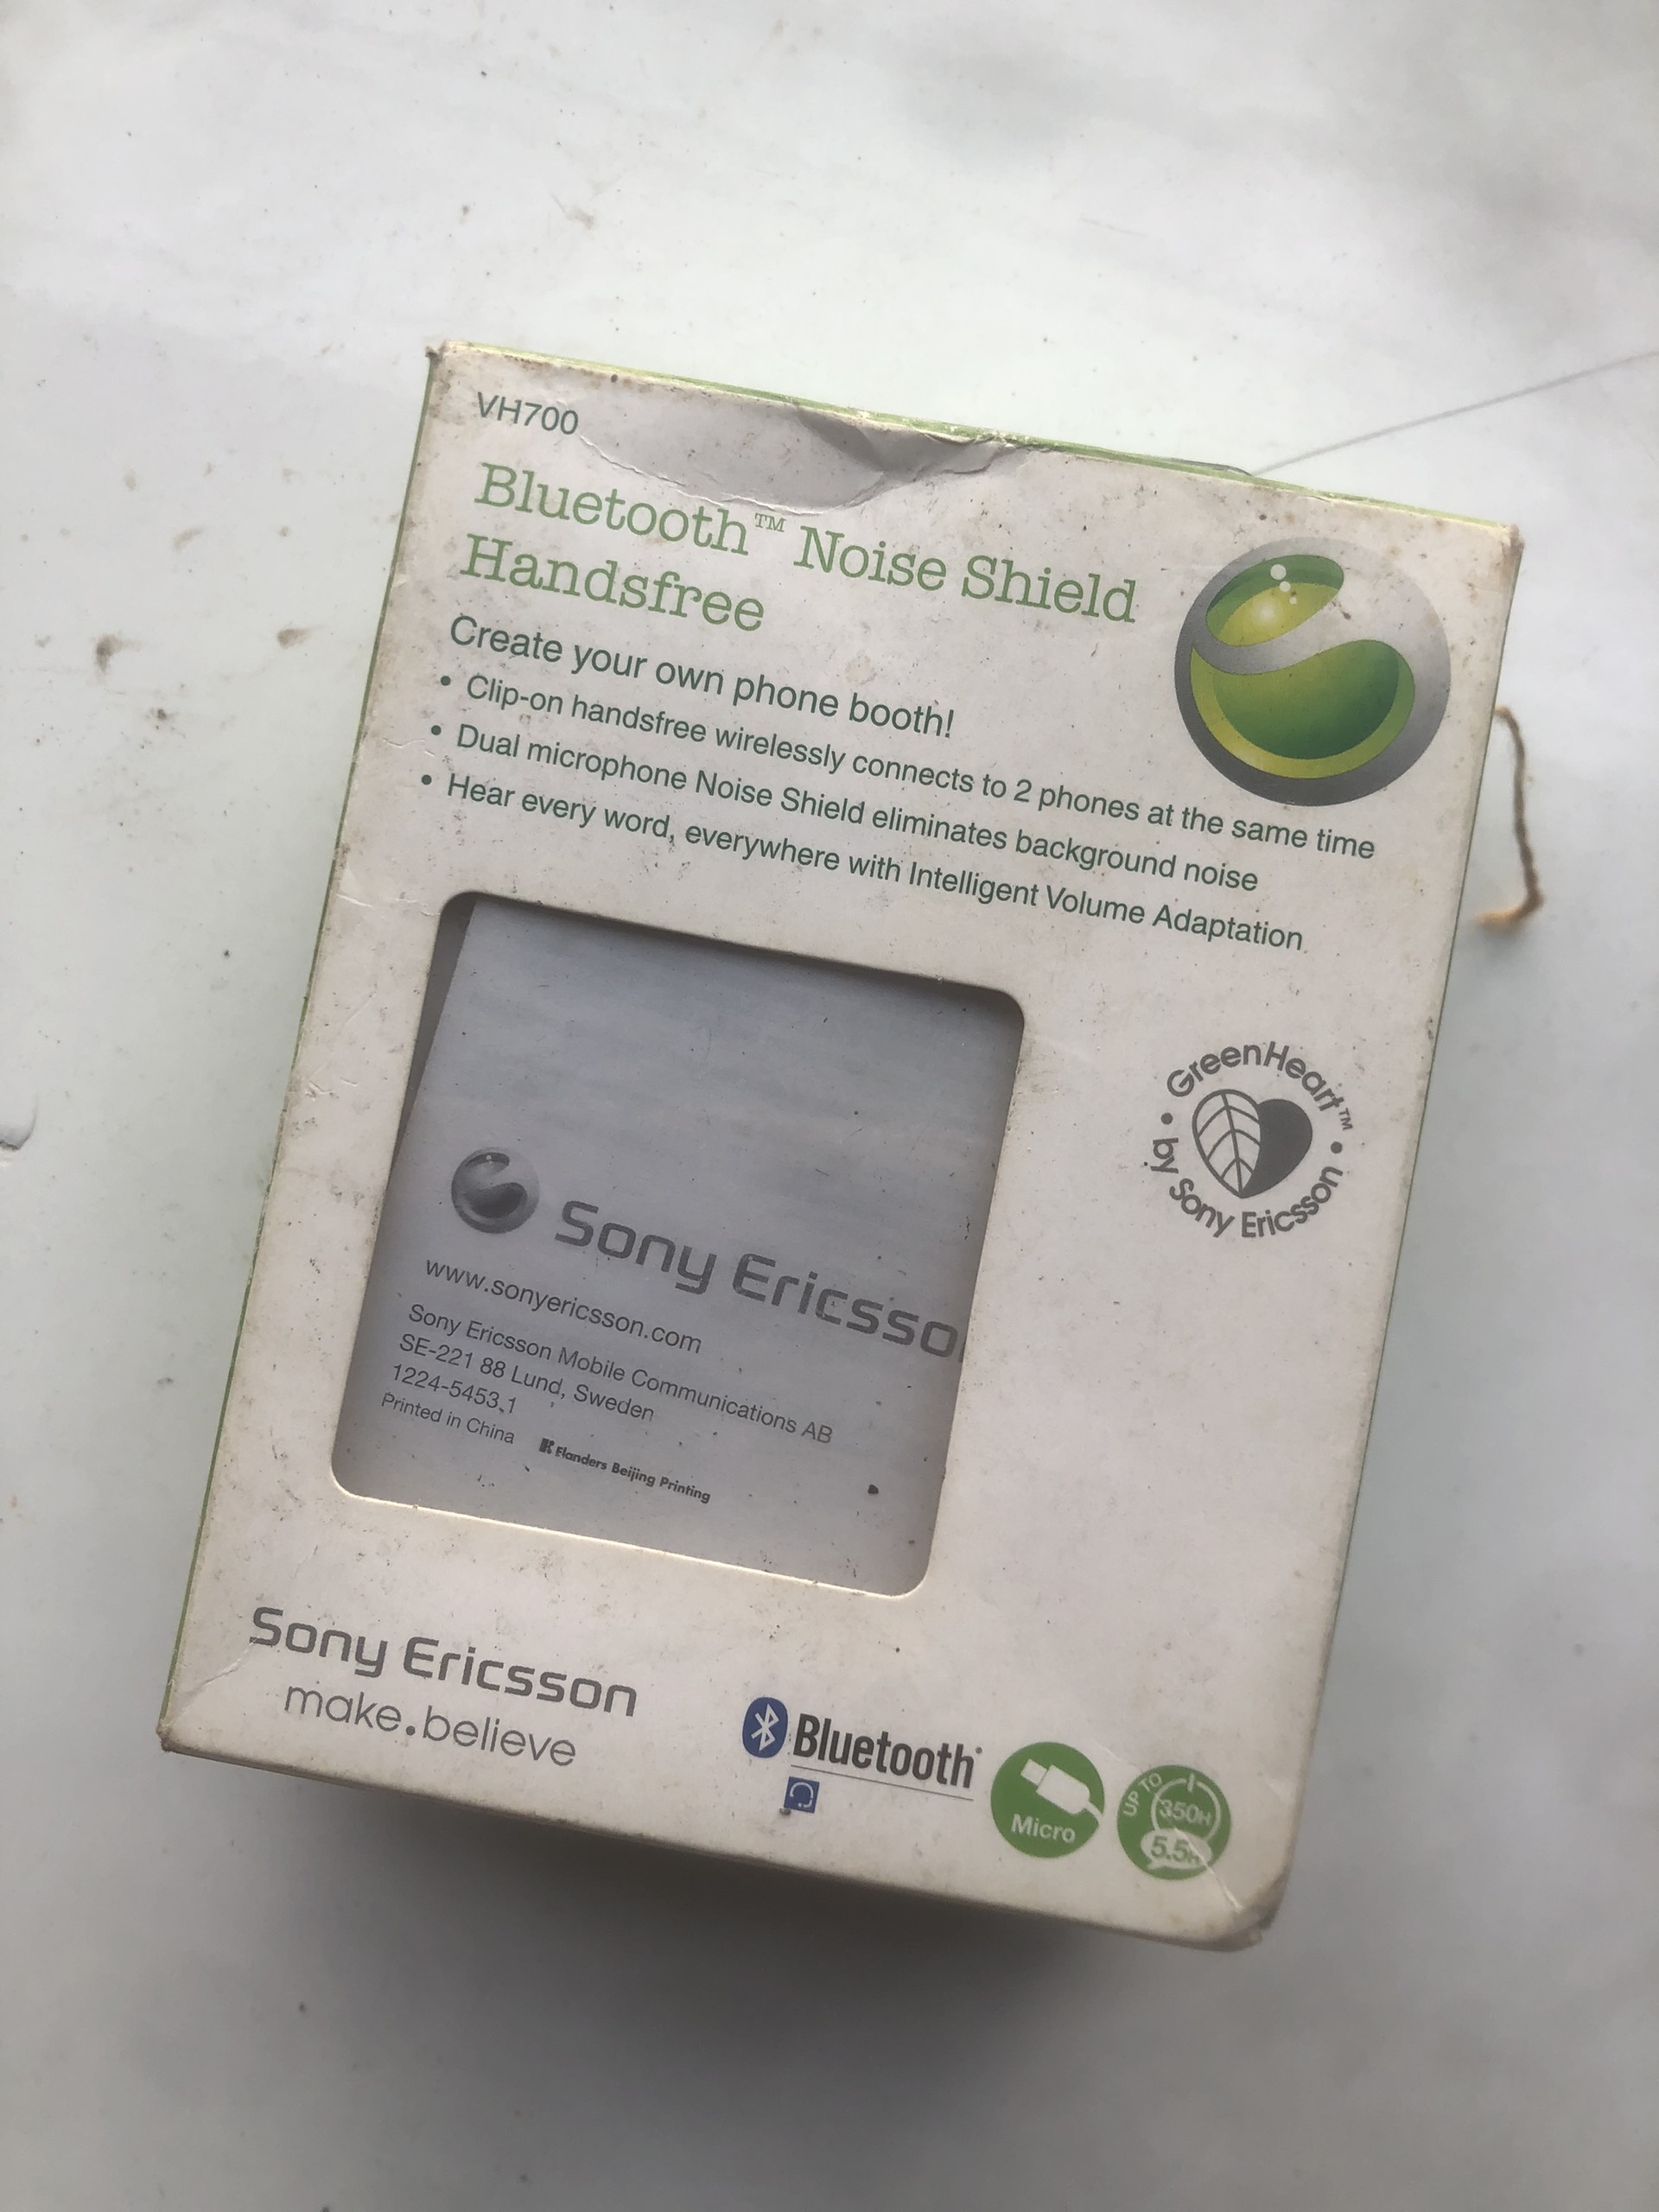 VH700
Bluetooth™ Noise Shield
Handsfree
Create your own phone booth!
• Clip-on handsfree wirelessly connects to 2 phones at the same time
• Dual microphone Noise Shield eliminates background noise
• Hear every word, everywhere with Intelligent Volume Adaptation
GreenHeart™
• by Sony Ericsson •
Sony Ericsso
www.sonyericsson.com
Sony Ericsson Mobile Communications AB
SE-221 88 Lund, Sweden
1224-5453.1
Printed in China
Flanders Beijing Printing
Sony Ericsson
make.believe
Bluetooth®
Micro
UP TO
350H
5.5H